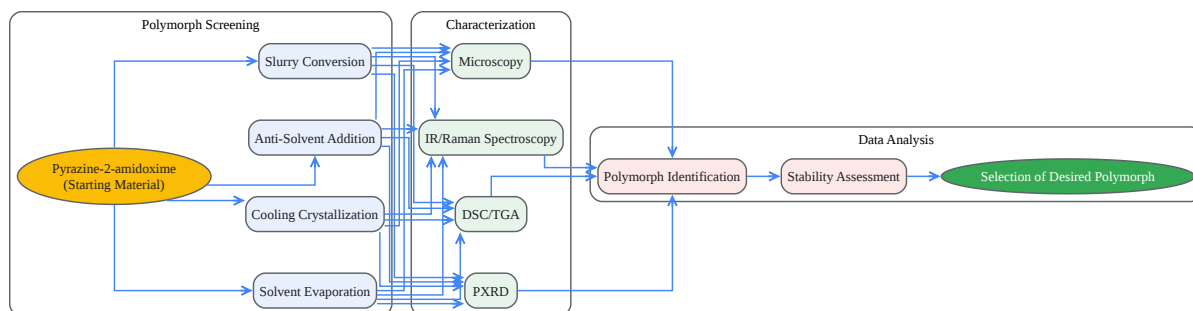 Polymorph Screening
Characterization
Slurry Conversion
Microscopy
Data Analysis
Anti-Solvent Addition
IR/Raman Spectroscopy
Pyrazine-2-amidoxime
(Starting Material)
Polymorph Identification
Stability Assessment
Selection of Desired Polymorph
Cooling Crystallization
DSC/TGA
Solvent Evaporation
PXRD